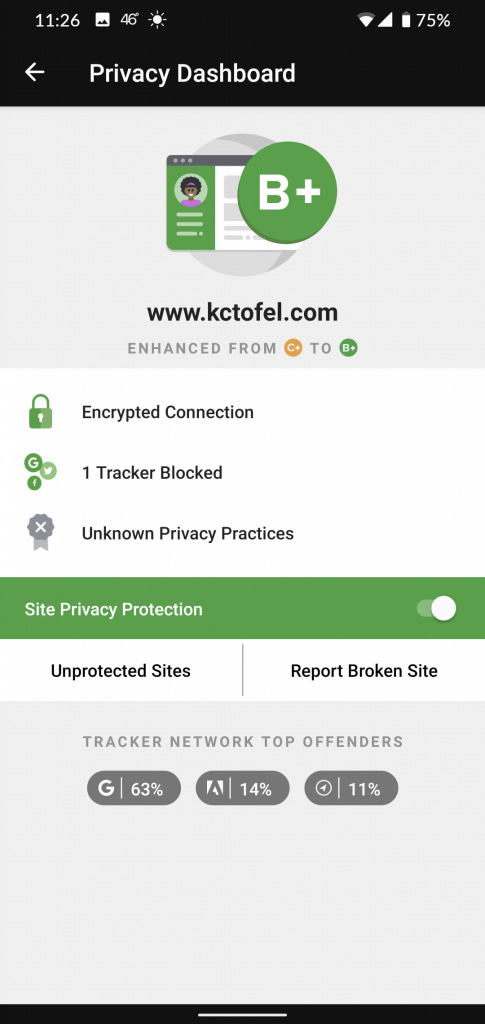 11:26 46° 75%
Privacy Dashboard
B+
www.kctofel.com
ENHANCED FROM C+ TO B+
Encrypted Connection
G f
1 Tracker Blocked
Unknown Privacy Practices
Site Privacy Protection
Unprotected Sites Report Broken Site
TRACKER NETWORK TOP OFFENDERS
G 63% 14% 11%